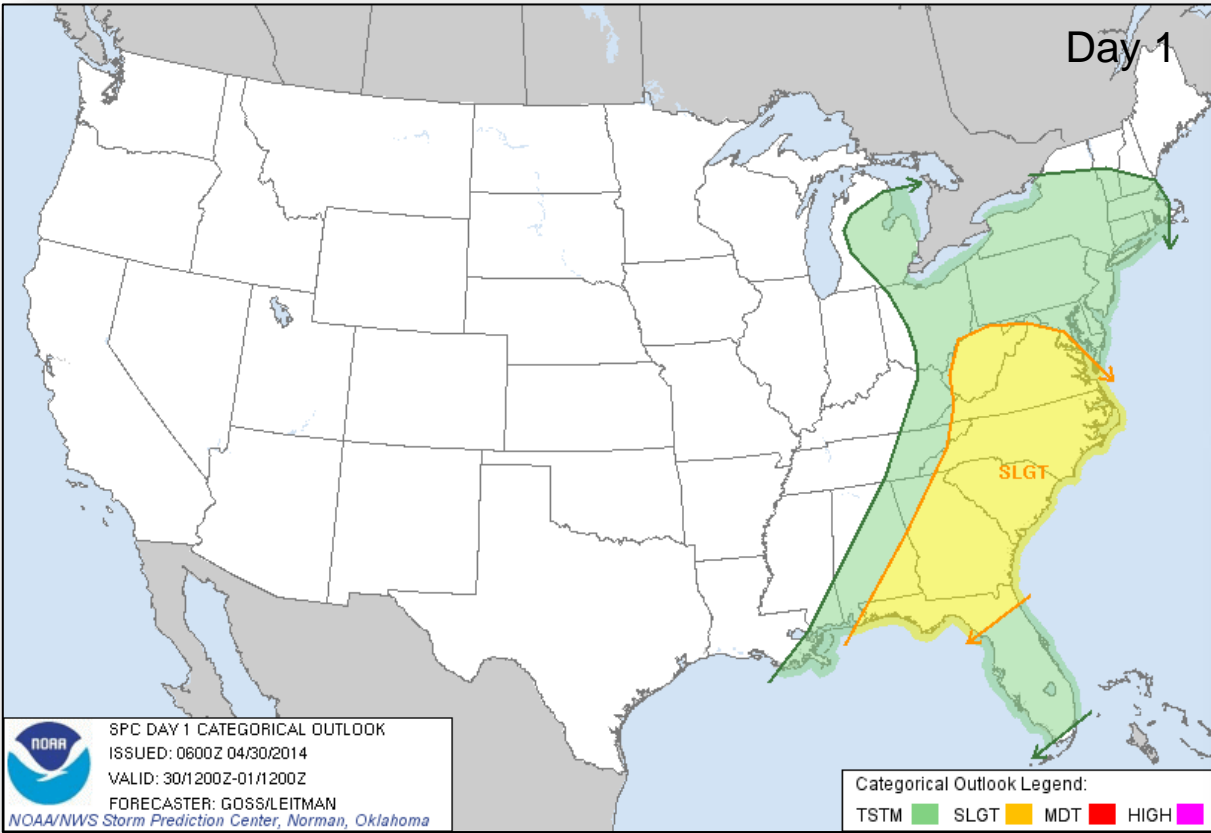 Day 1
SLGT
NOAA
SPC DAY 1 CATEGORICAL OUTLOOK
ISSUED: 0600Z 04/30/2014
VALID: 30/1200Z-01/1200Z
FORECASTER: GOSS/LEITMAN
NOAA/NWS Storm Prediction Center, Norman, Oklahoma
Categorical Outlook Legend:
TSTM SLGT MDT HIGH